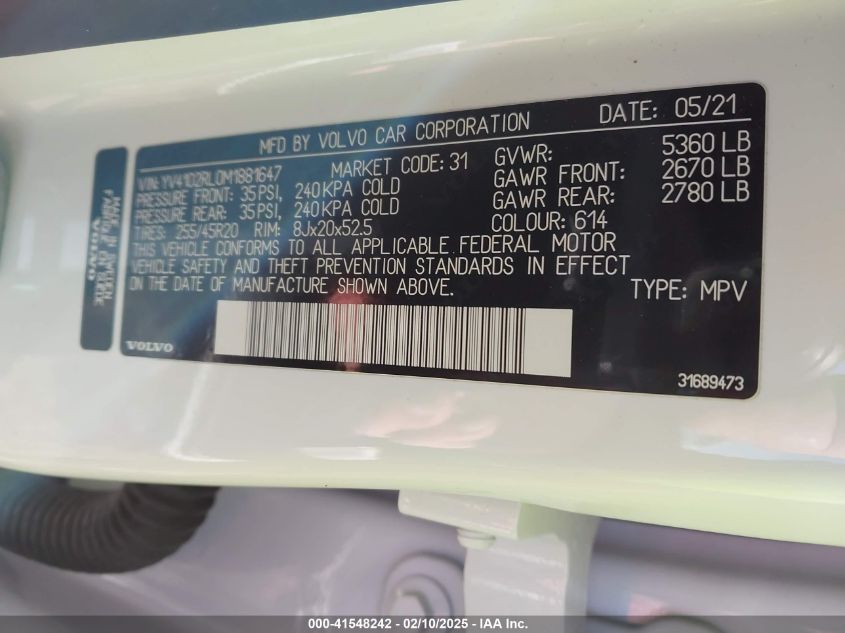 MFD BY VOLVO CAR CORPORATION DATE: 05/21
VIN: YV4102RL0M1881647 MARKET CODE: 31 GVWR: 5360 LB
PRESSURE FRONT: 35PSI, 240KPA COLD GAWR FRONT: 2670 LB
PRESSURE REAR: 35PSI, 240KPA COLD GAWR REAR: 2780 LB
TIRES: 255/45R20 RIM: 8Jx20x52.5 COLOUR: 614
THIS VEHICLE CONFORMS TO ALL APPLICABLE FEDERAL MOTOR
VEHICLE SAFETY AND THEFT PREVENTION STANDARDS IN EFFECT
ON THE DATE OF MANUFACTURE SHOWN ABOVE. TYPE: MPV
VOLVO
31689473
MADE IN SWEDEN
VOLVO
000-41548242 - 02/10/2025 - IAA Inc.